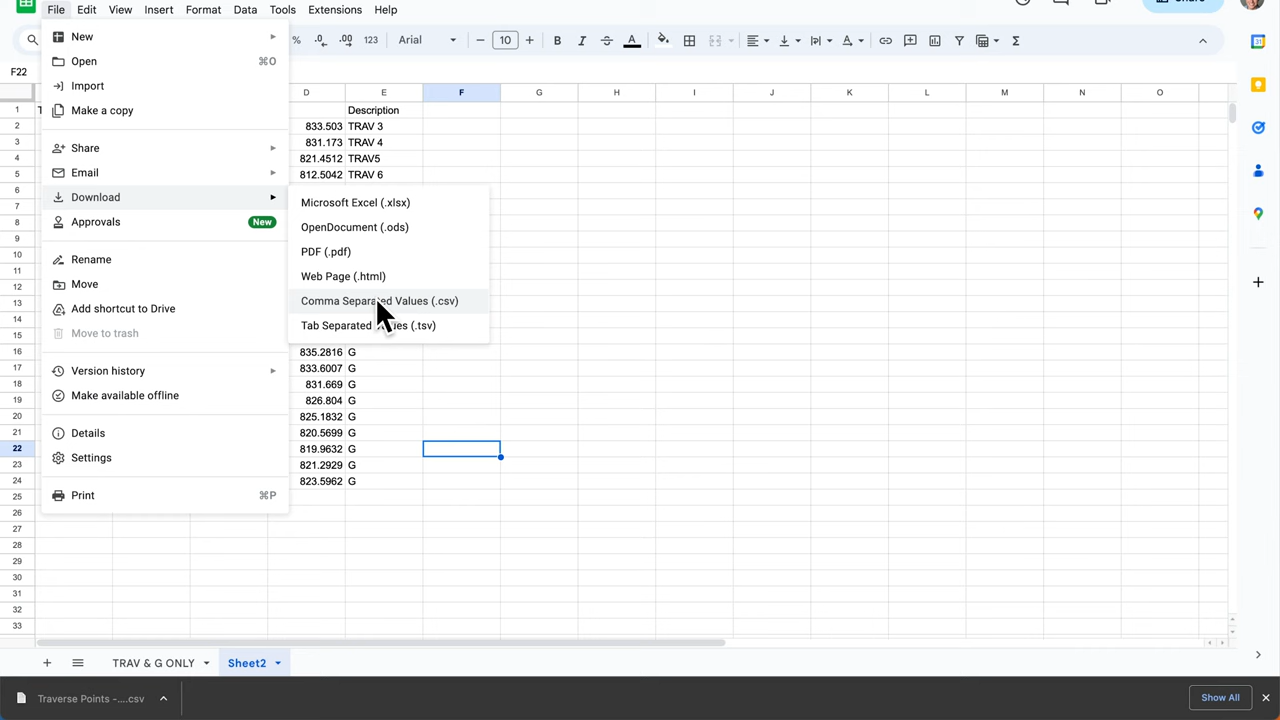 File Edit View Insert Format Data Tools Extensions Help
Share
% .0 .00 123 Arial 10 B I S A Σ
F22
D E F G H I J K L M N O
1 T Description
2 833.503 TRAV 3
3 831.173 TRAV 4
4 821.4512 TRAV5
5 812.5042 TRAV 6
6
7
8
9
10
11
12
13
14
15
16 835.2816 G
17 833.6007 G
18 831.669 G
19 826.804 G
20 825.1832 G
21 820.5699 G
22 819.9632 G
23 821.2929 G
24 823.5962 G
25
26
27
28
29
30
31
32
33
New
Open ⌘O
Import
Make a copy
Share
Email
Download
Approvals New
Rename
Move
Add shortcut to Drive
Move to trash
Version history
Make available offline
Details
Settings
Print ⌘P
Microsoft Excel (.xlsx)
OpenDocument (.ods)
PDF (.pdf)
Web Page (.html)
Comma Separated Values (.csv)
Tab Separated (.tsv)
31
+ TRAV & G ONLY Sheet2
Traverse Points -....csv Show All